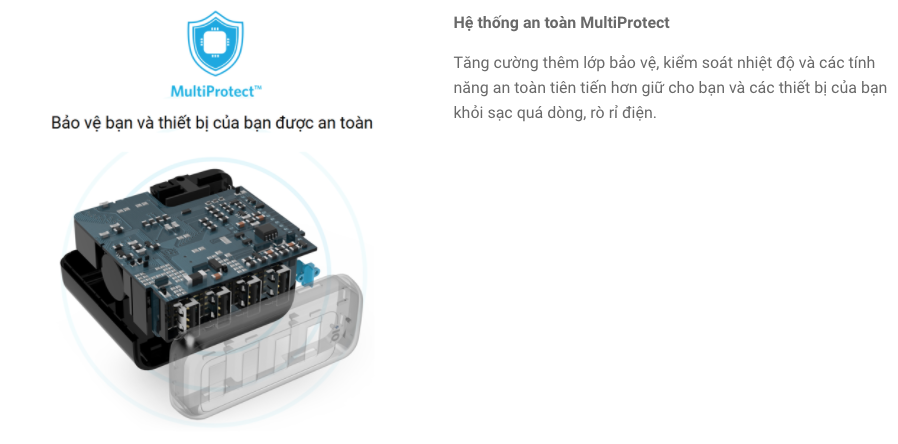 MultiProtect™
Bảo vệ bạn và thiết bị của bạn được an toàn
Hệ thống an toàn MultiProtect
Tăng cường thêm lớp bảo vệ, kiểm soát nhiệt độ và các tính
năng an toàn tiên tiến hơn giữ cho bạn và các thiết bị của bạn
khỏi sạc quá dòng, rò rỉ điện.